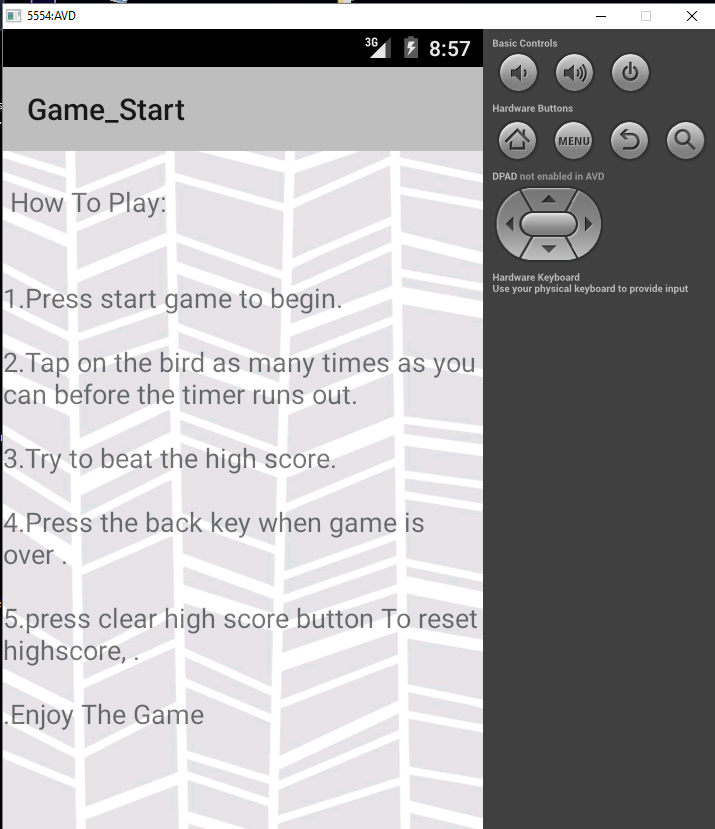 5554:AVD
3G 8:57
Game_Start
How To Play:
1.Press start game to begin.
2.Tap on the bird as many times as you
can before the timer runs out.
3.Try to beat the high score.
4.Press the back key when game is
over .
5.press clear high score button To reset
highscore, .
.Enjoy The Game
Basic Controls
Hardware Buttons
MENU
DPAD not enabled in AVD
Hardware Keyboard
Use your physical keyboard to provide input